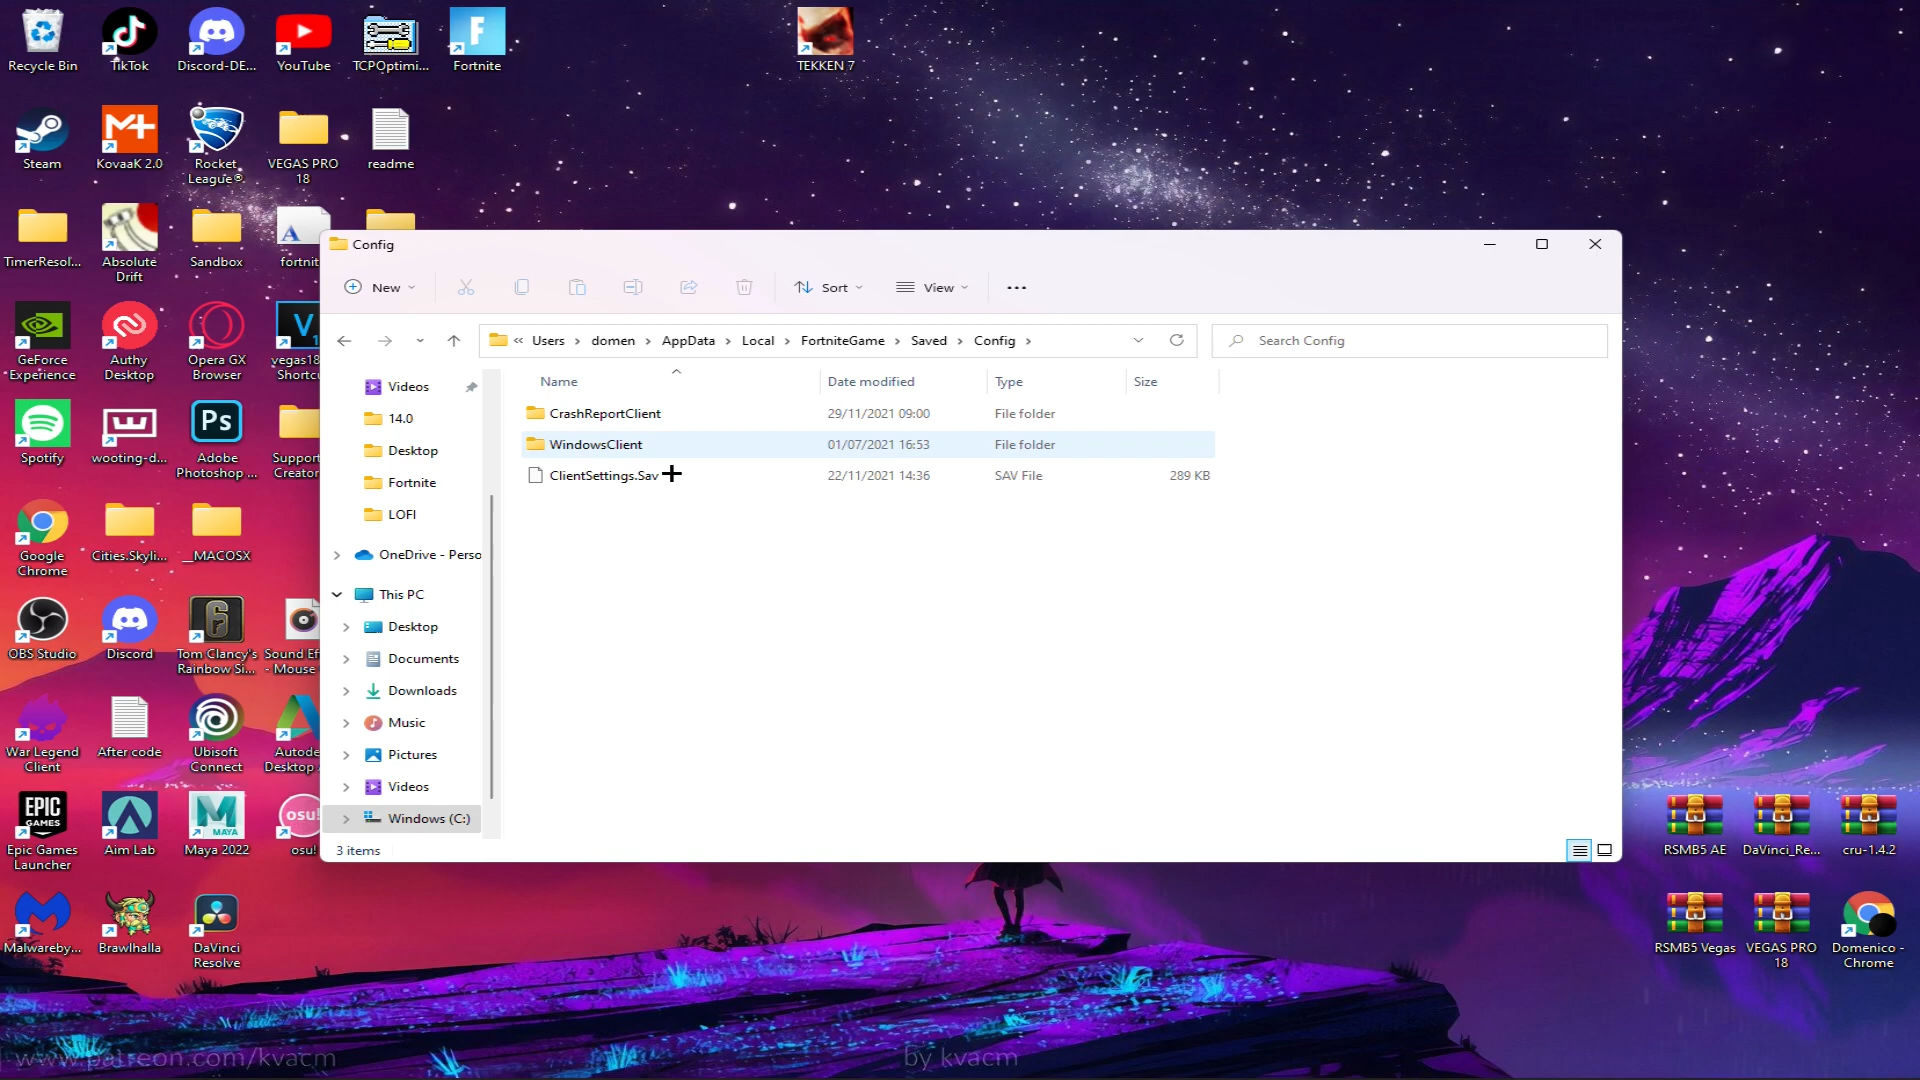 Recycle Bin
TikTok
Discord-DE...
YouTube
TCPOptimi...
Fortnite
TEKKEN 7
Steam
KovaaK 2.0
Rocket
League®
VEGAS PRO
18
readme
TimerResol...
Absolute
Drift
Sandbox
fortnit
GeForce
Experience
Authy
Desktop
Opera GX
Browser
vegas18
Shortcu
Spotify
wooting-d...
Adobe
Photoshop ...
Support
Creator
Google
Chrome
Cities.Skyli...
__MACOSX
OBS Studio
Discord
Tom Clancy's
Rainbow Si...
Sound Ef
- Mouse
War Legend
Client
After code
Ubisoft
Connect
Autode
Desktop
EPIC
GAMES
Epic Games
Launcher
Aim Lab
MAYA
Maya 2022
osu!
osu!
Malwareby...
Brawlhalla
DaVinci
Resolve
Config
New
Sort
View
« Users > domen > AppData > Local > FortniteGame > Saved > Config >
Search Config
Name
Date modified
Type
Size
CrashReportClient
29/11/2021 09:00
File folder
WindowsClient
01/07/2021 16:53
File folder
ClientSettings.Sav
22/11/2021 14:36
SAV File
289 KB
Videos
14.0
Desktop
Fortnite
LOFI
OneDrive - Perso
This PC
Desktop
Documents
Downloads
Music
Pictures
Videos
Windows (C:)
3 items
RSMB5 AE
DaVinci_Re...
cru-1.4.2
RSMB5 Vegas
VEGAS PRO
18
Domenico -
Chrome
www.patreon.com/kvacm
by kvacm